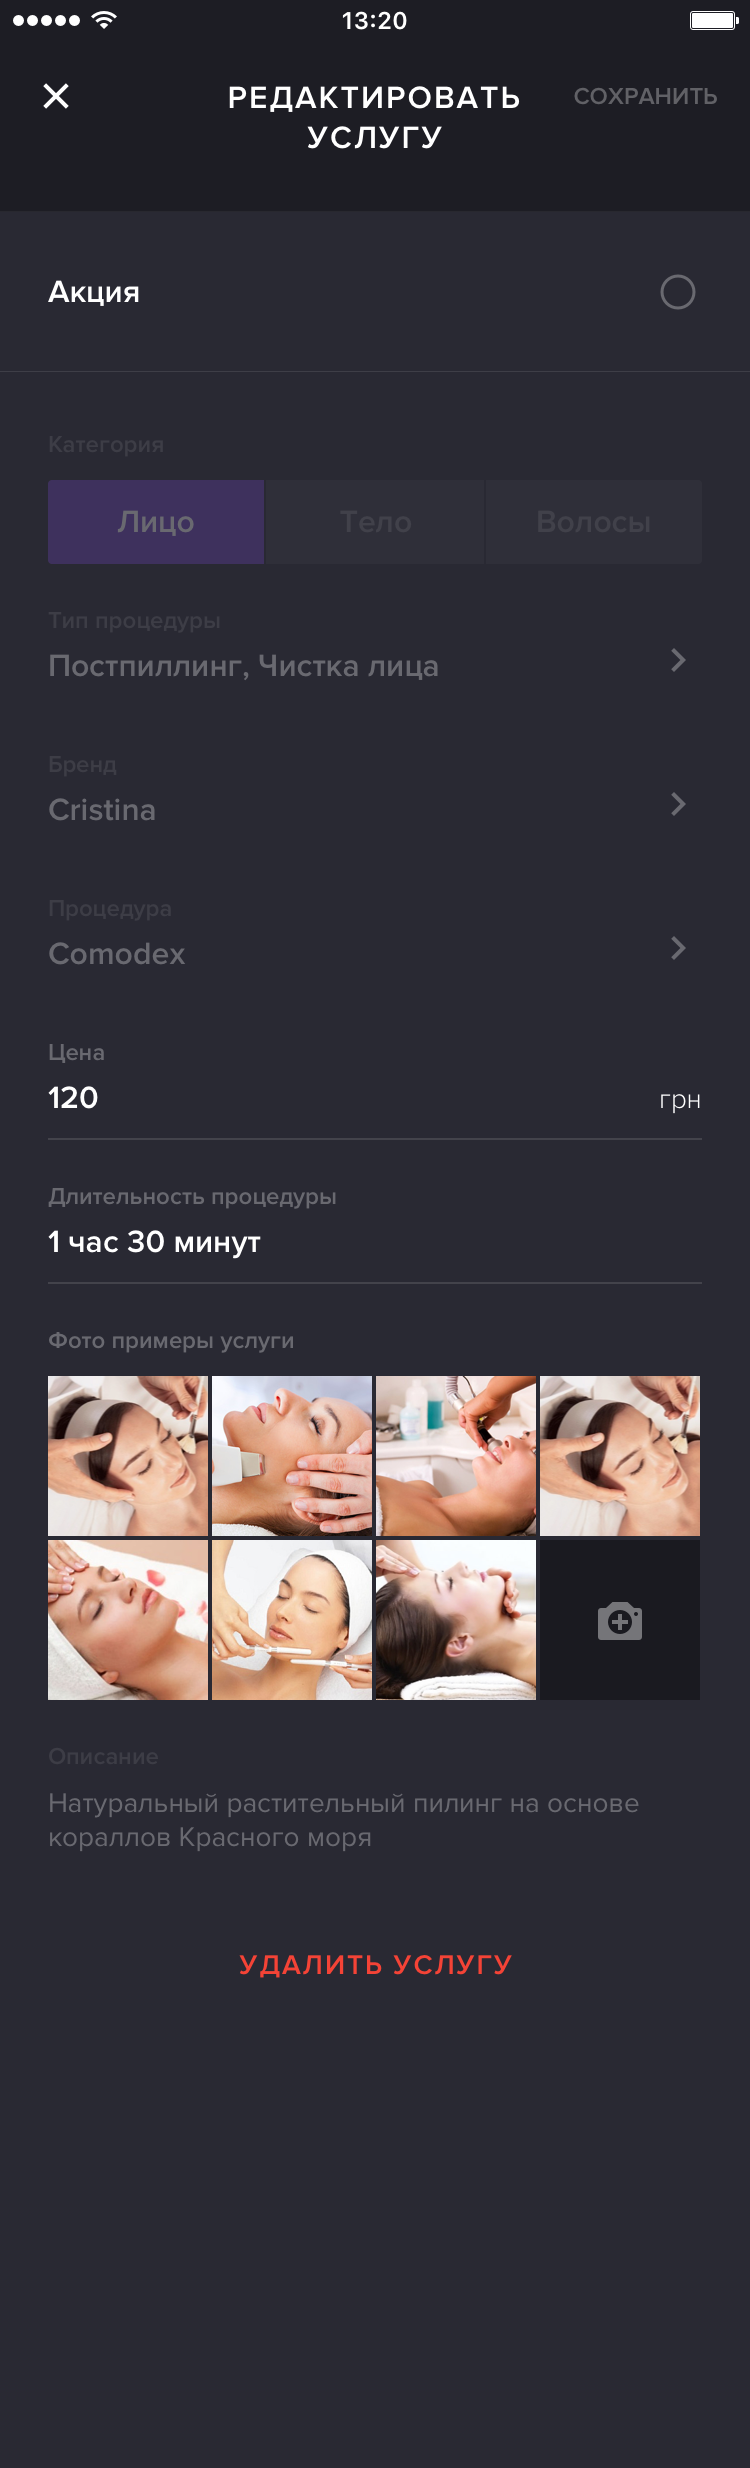 13:20
РЕДАКТИРОВАТЬ
УСЛУГУ
СОХРАНИТЬ
Акция
Категория
Лицо
Тело
Волосы
Тип процедуры
Постпиллинг, Чистка лица
Бренд
Cristina
Процедура
Comodex
Цена
120
грн
Длительность процедуры
1 час 30 минут
Фото примеры услуги
Описание
Натуральный растительный пилинг на основе
кораллов Красного моря
УДАЛИТЬ УСЛУГУ